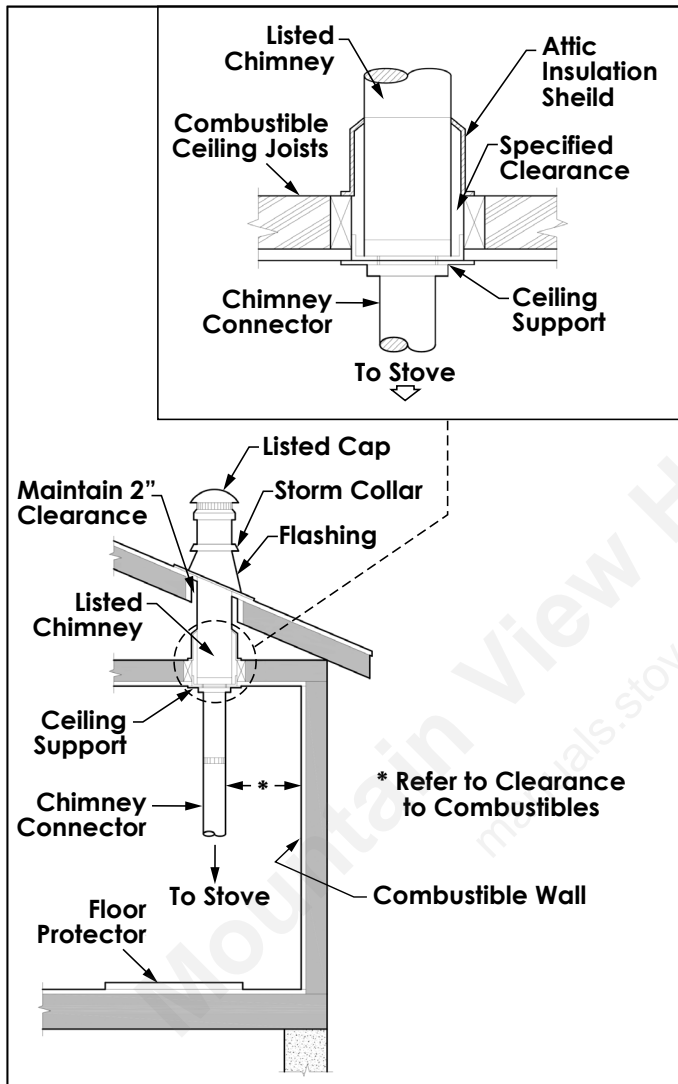 Listed
Chimney
Attic
Insulation
Sheild
Combustible
Ceiling Joists
Specified
Clearance
Chimney
Connector
Ceiling
Support
To Stove
Listed Cap
Maintain 2”
Clearance
Storm Collar
Flashing
Listed
Chimney
Ceiling
Support
*
* Refer to Clearance
to Combustibles
Chimney
Connector
To Stove
Combustible Wall
Floor
Protector
Mountain View H